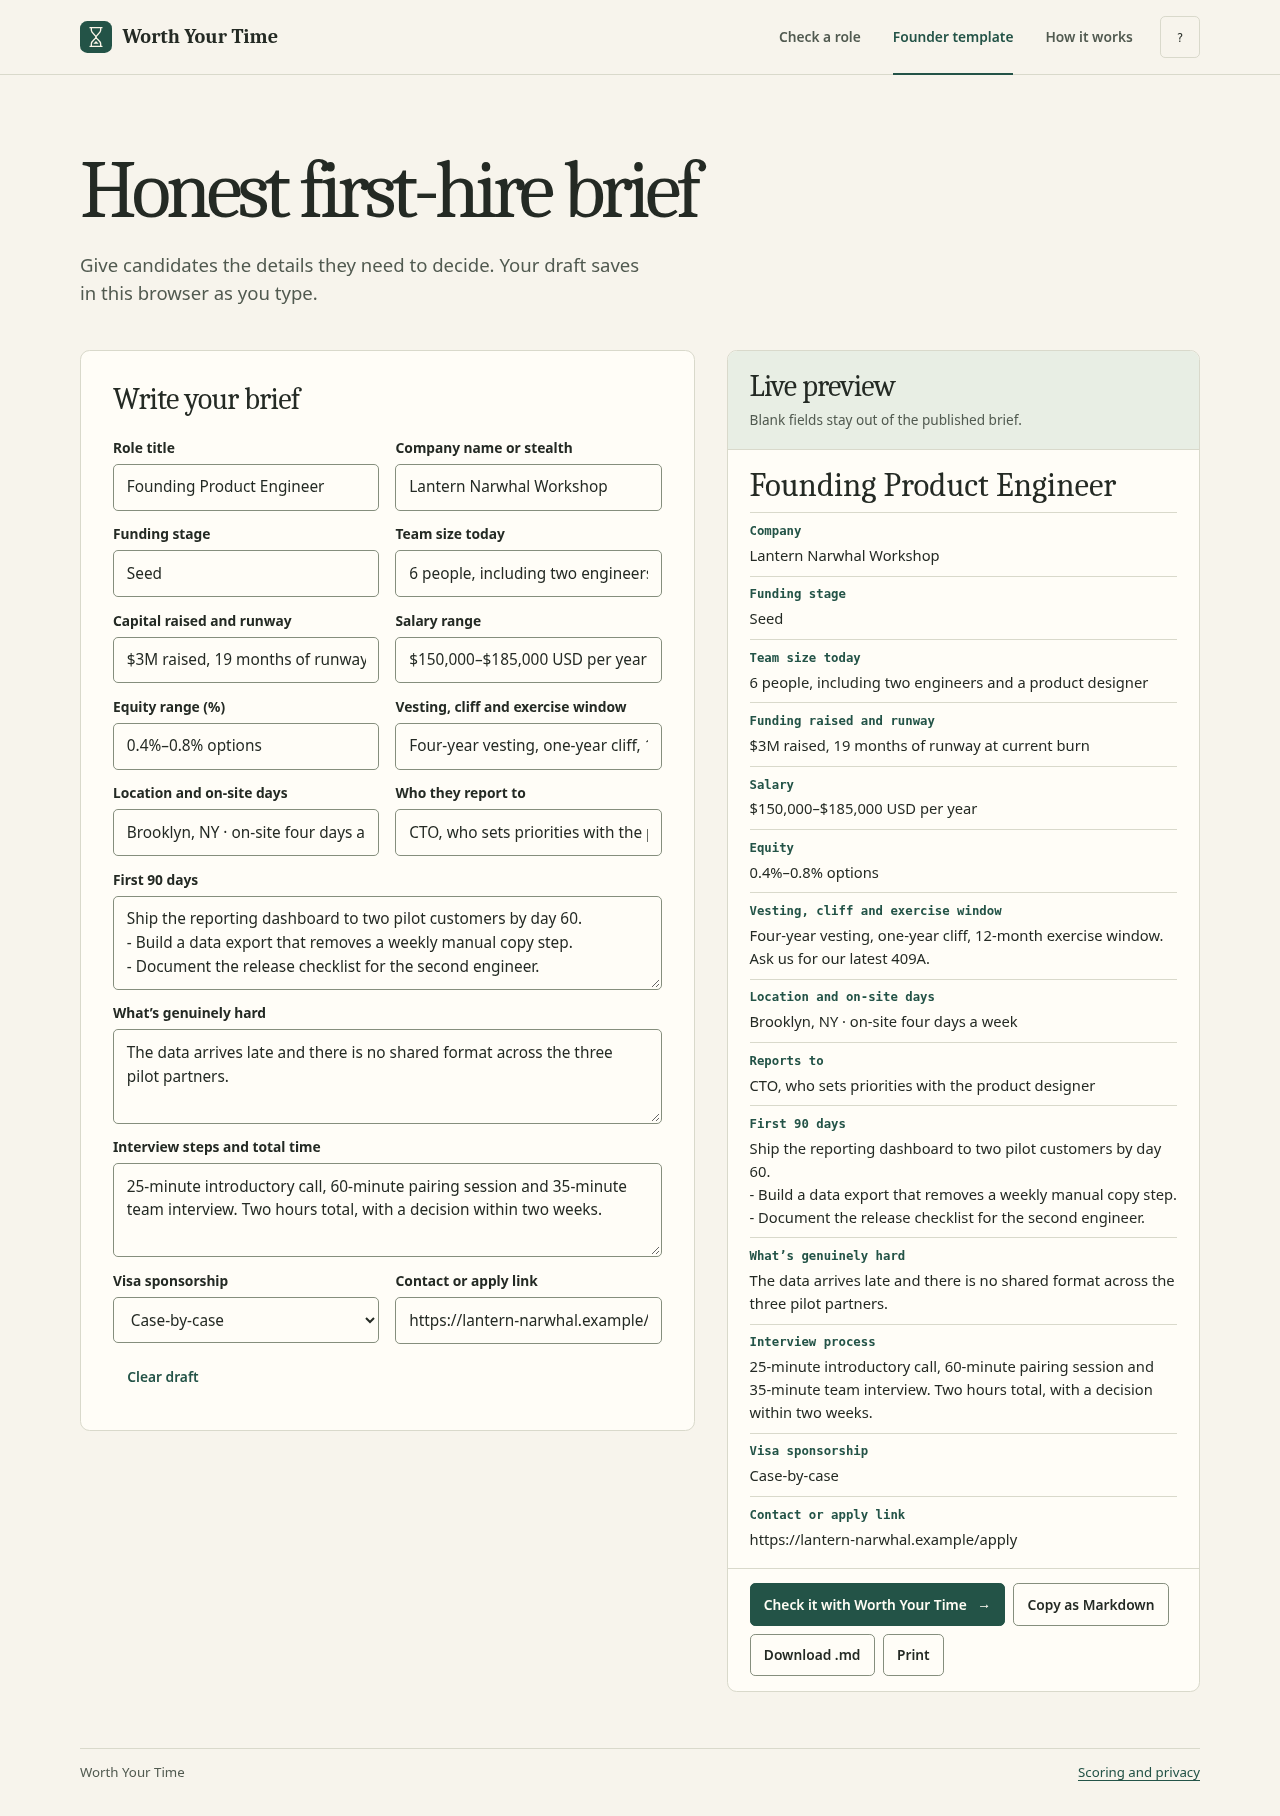 Worth Your Time
Check a role
Founder template
How it works
?
Honest first-hire brief
Give candidates the details they need to decide. Your draft saves
in this browser as you type.
Write your brief
Role title
Founding Product Engineer
Company name or stealth
Lantern Narwhal Workshop
Funding stage
Seed
Team size today
6 people, including two engineers
Capital raised and runway
$3M raised, 19 months of runway
Salary range
$150,000–$185,000 USD per year
Equity range (%)
0.4%–0.8% options
Vesting, cliff and exercise window
Four-year vesting, one-year cliff,
Location and on-site days
Brooklyn, NY · on-site four days a
Who they report to
CTO, who sets priorities with the
First 90 days
Ship the reporting dashboard to two pilot customers by day 60.
- Build a data export that removes a weekly manual copy step.
- Document the release checklist for the second engineer.
What’s genuinely hard
The data arrives late and there is no shared format across the three
pilot partners.
Interview steps and total time
25-minute introductory call, 60-minute pairing session and 35-minute
team interview. Two hours total, with a decision within two weeks.
Visa sponsorship
Case-by-case
Contact or apply link
https://lantern-narwhal.example/
Clear draft
Live preview
Blank fields stay out of the published brief.
Founding Product Engineer
Company
Lantern Narwhal Workshop
Funding stage
Seed
Team size today
6 people, including two engineers and a product designer
Funding raised and runway
$3M raised, 19 months of runway at current burn
Salary
$150,000–$185,000 USD per year
Equity
0.4%–0.8% options
Vesting, cliff and exercise window
Four-year vesting, one-year cliff, 12-month exercise window.
Ask us for our latest 409A.
Location and on-site days
Brooklyn, NY · on-site four days a week
Reports to
CTO, who sets priorities with the product designer
First 90 days
Ship the reporting dashboard to two pilot customers by day
60.
- Build a data export that removes a weekly manual copy step.
- Document the release checklist for the second engineer.
What’s genuinely hard
The data arrives late and there is no shared format across the
three pilot partners.
Interview process
25-minute introductory call, 60-minute pairing session and
35-minute team interview. Two hours total, with a decision
within two weeks.
Visa sponsorship
Case-by-case
Contact or apply link
https://lantern-narwhal.example/apply
Check it with Worth Your Time →
Copy as Markdown
Download .md
Print
Worth Your Time
Scoring and privacy